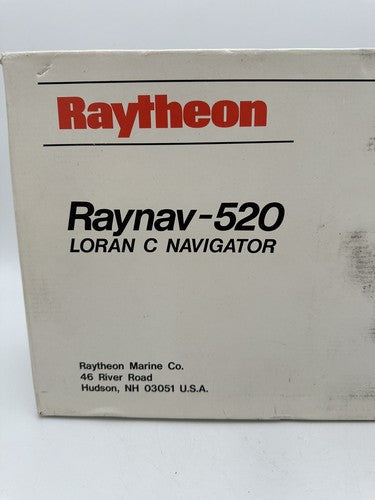 Raytheon
Raynav-520
LORAN C NAVIGATOR
Raytheon Marine Co.
46 River Road
Hudson, NH 03051 U.S.A.